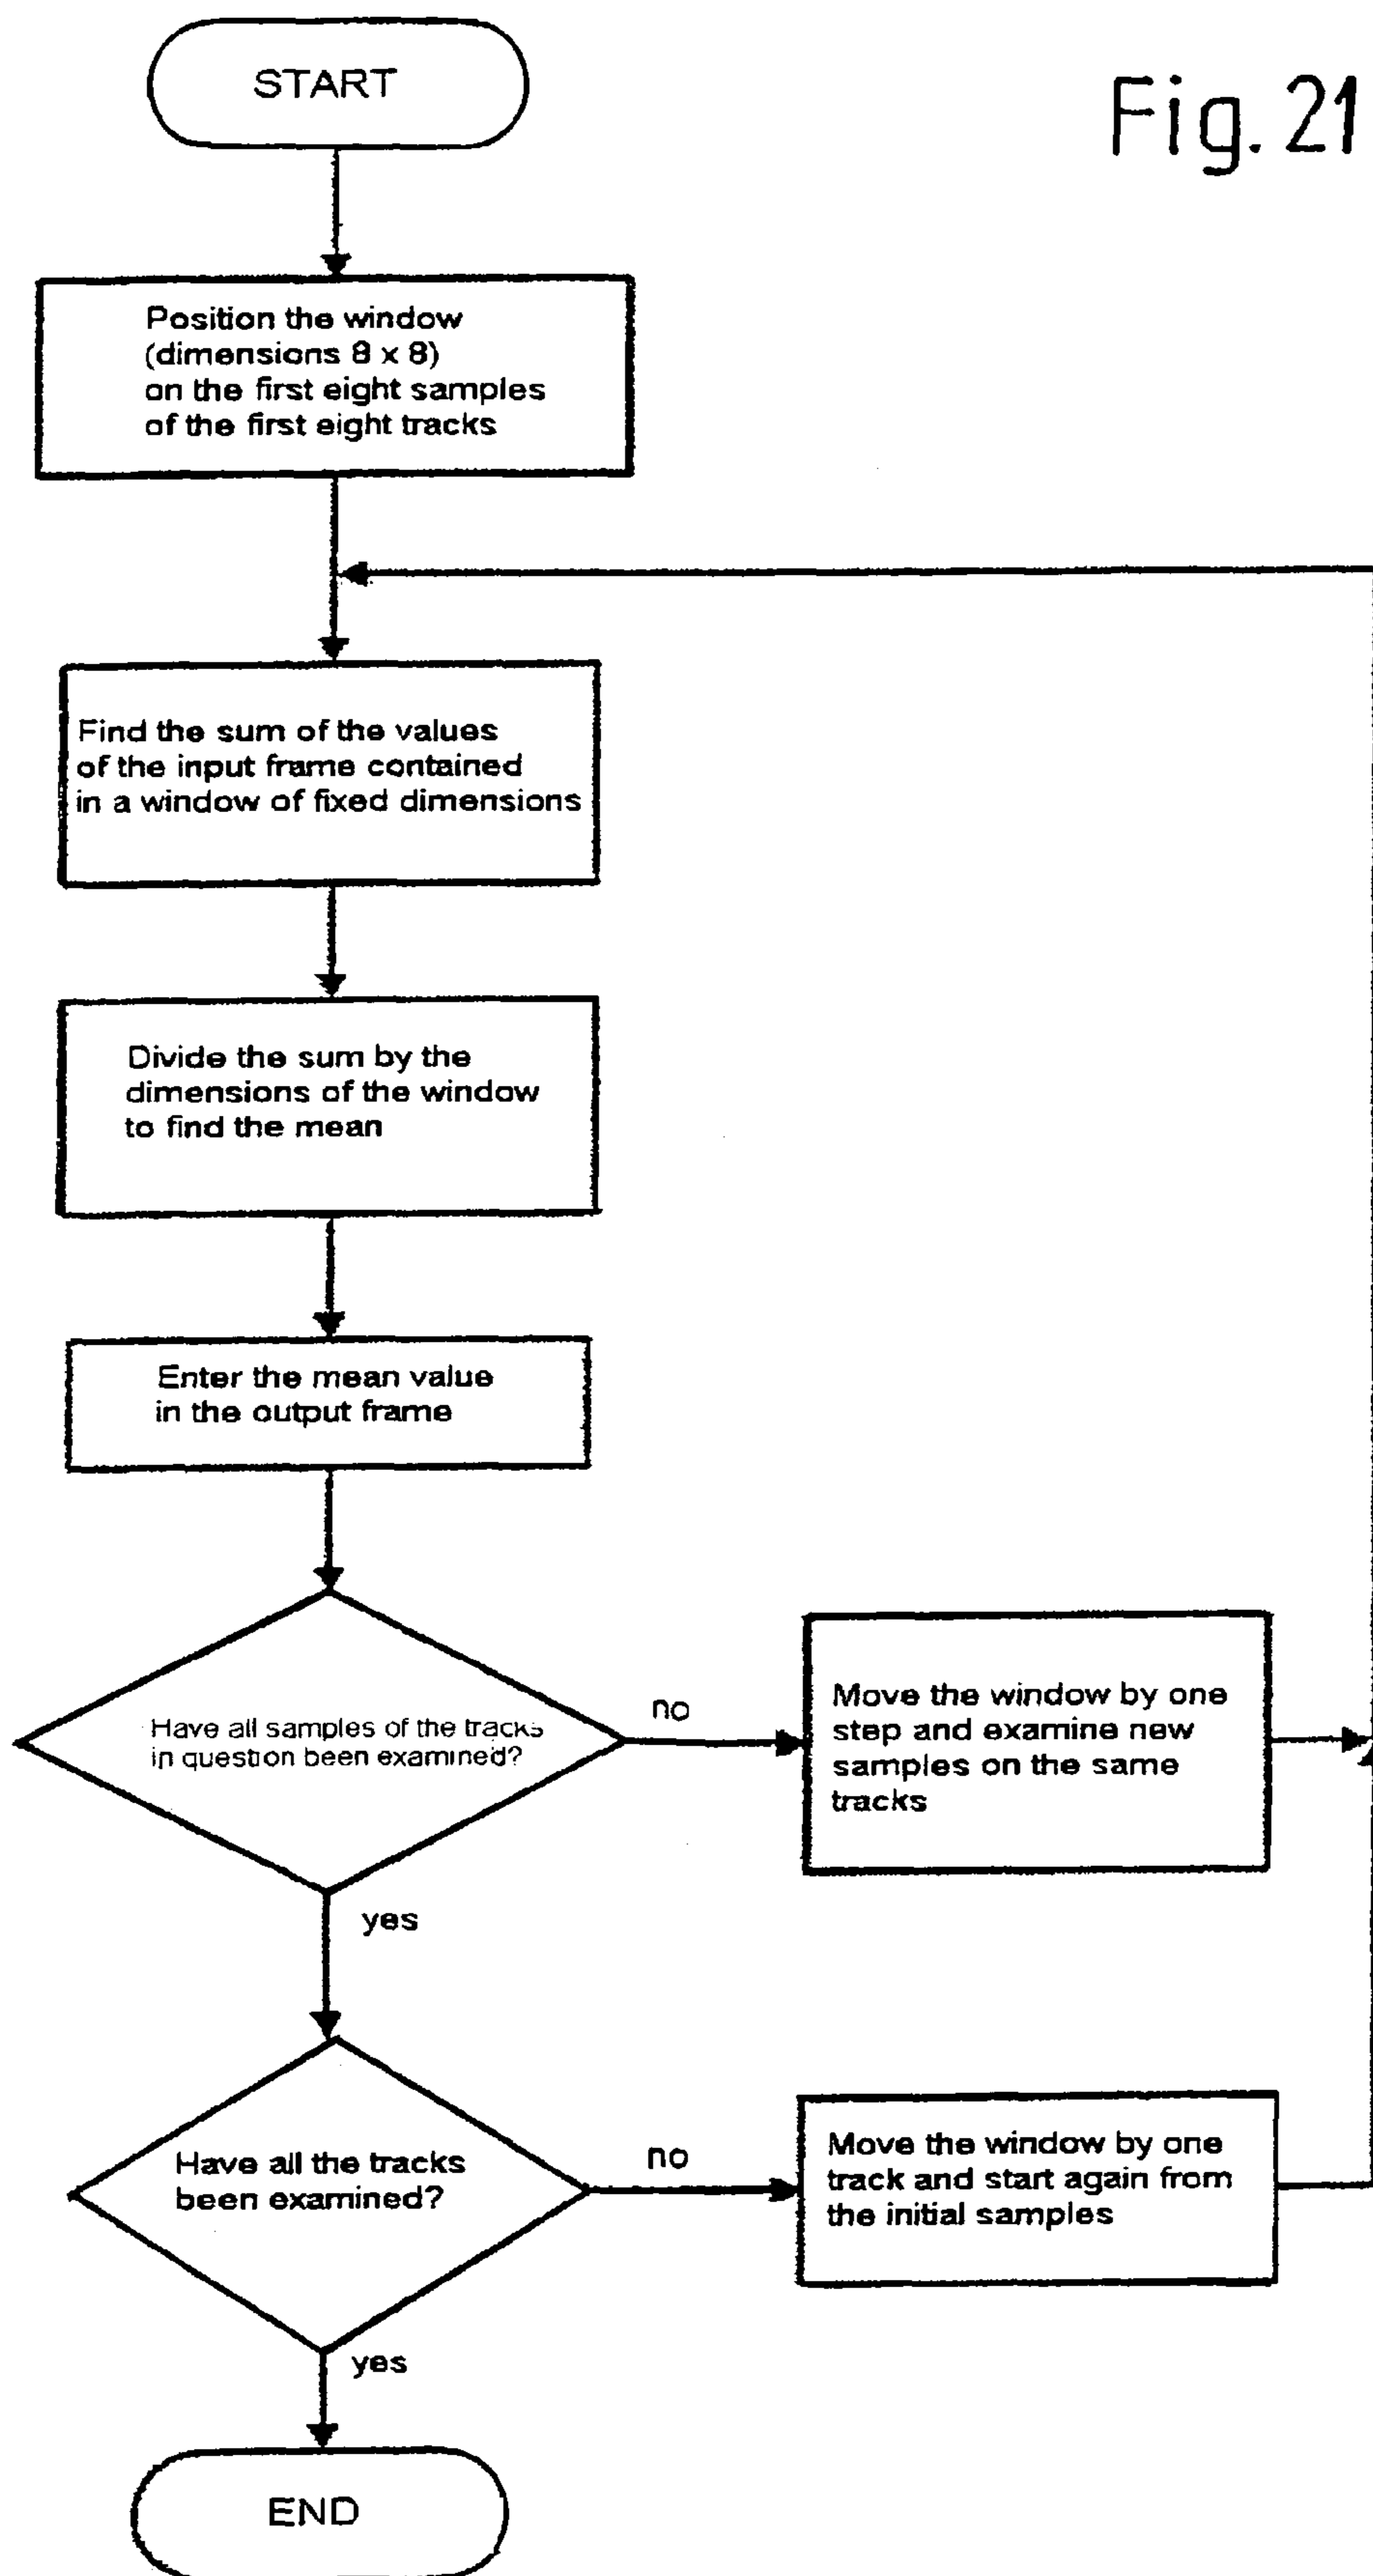 START
Fig. 21
Position the window
(dimensions 8 x 8)
on the first eight samples
of the first eight tracks
Find the sum of the values
of the input frame contained
in a window of fixed dimensions
Divide the sum by the
dimensions of the window
to find the mean
Enter the mean value
in the output frame
Have all samples of the tracks
in question been examined?
no
Move the window by one
step and examine new
samples on the same
tracks
yes
Have all the tracks
been examined?
no
Move the window by one
track and start again from
the initial samples
yes
END